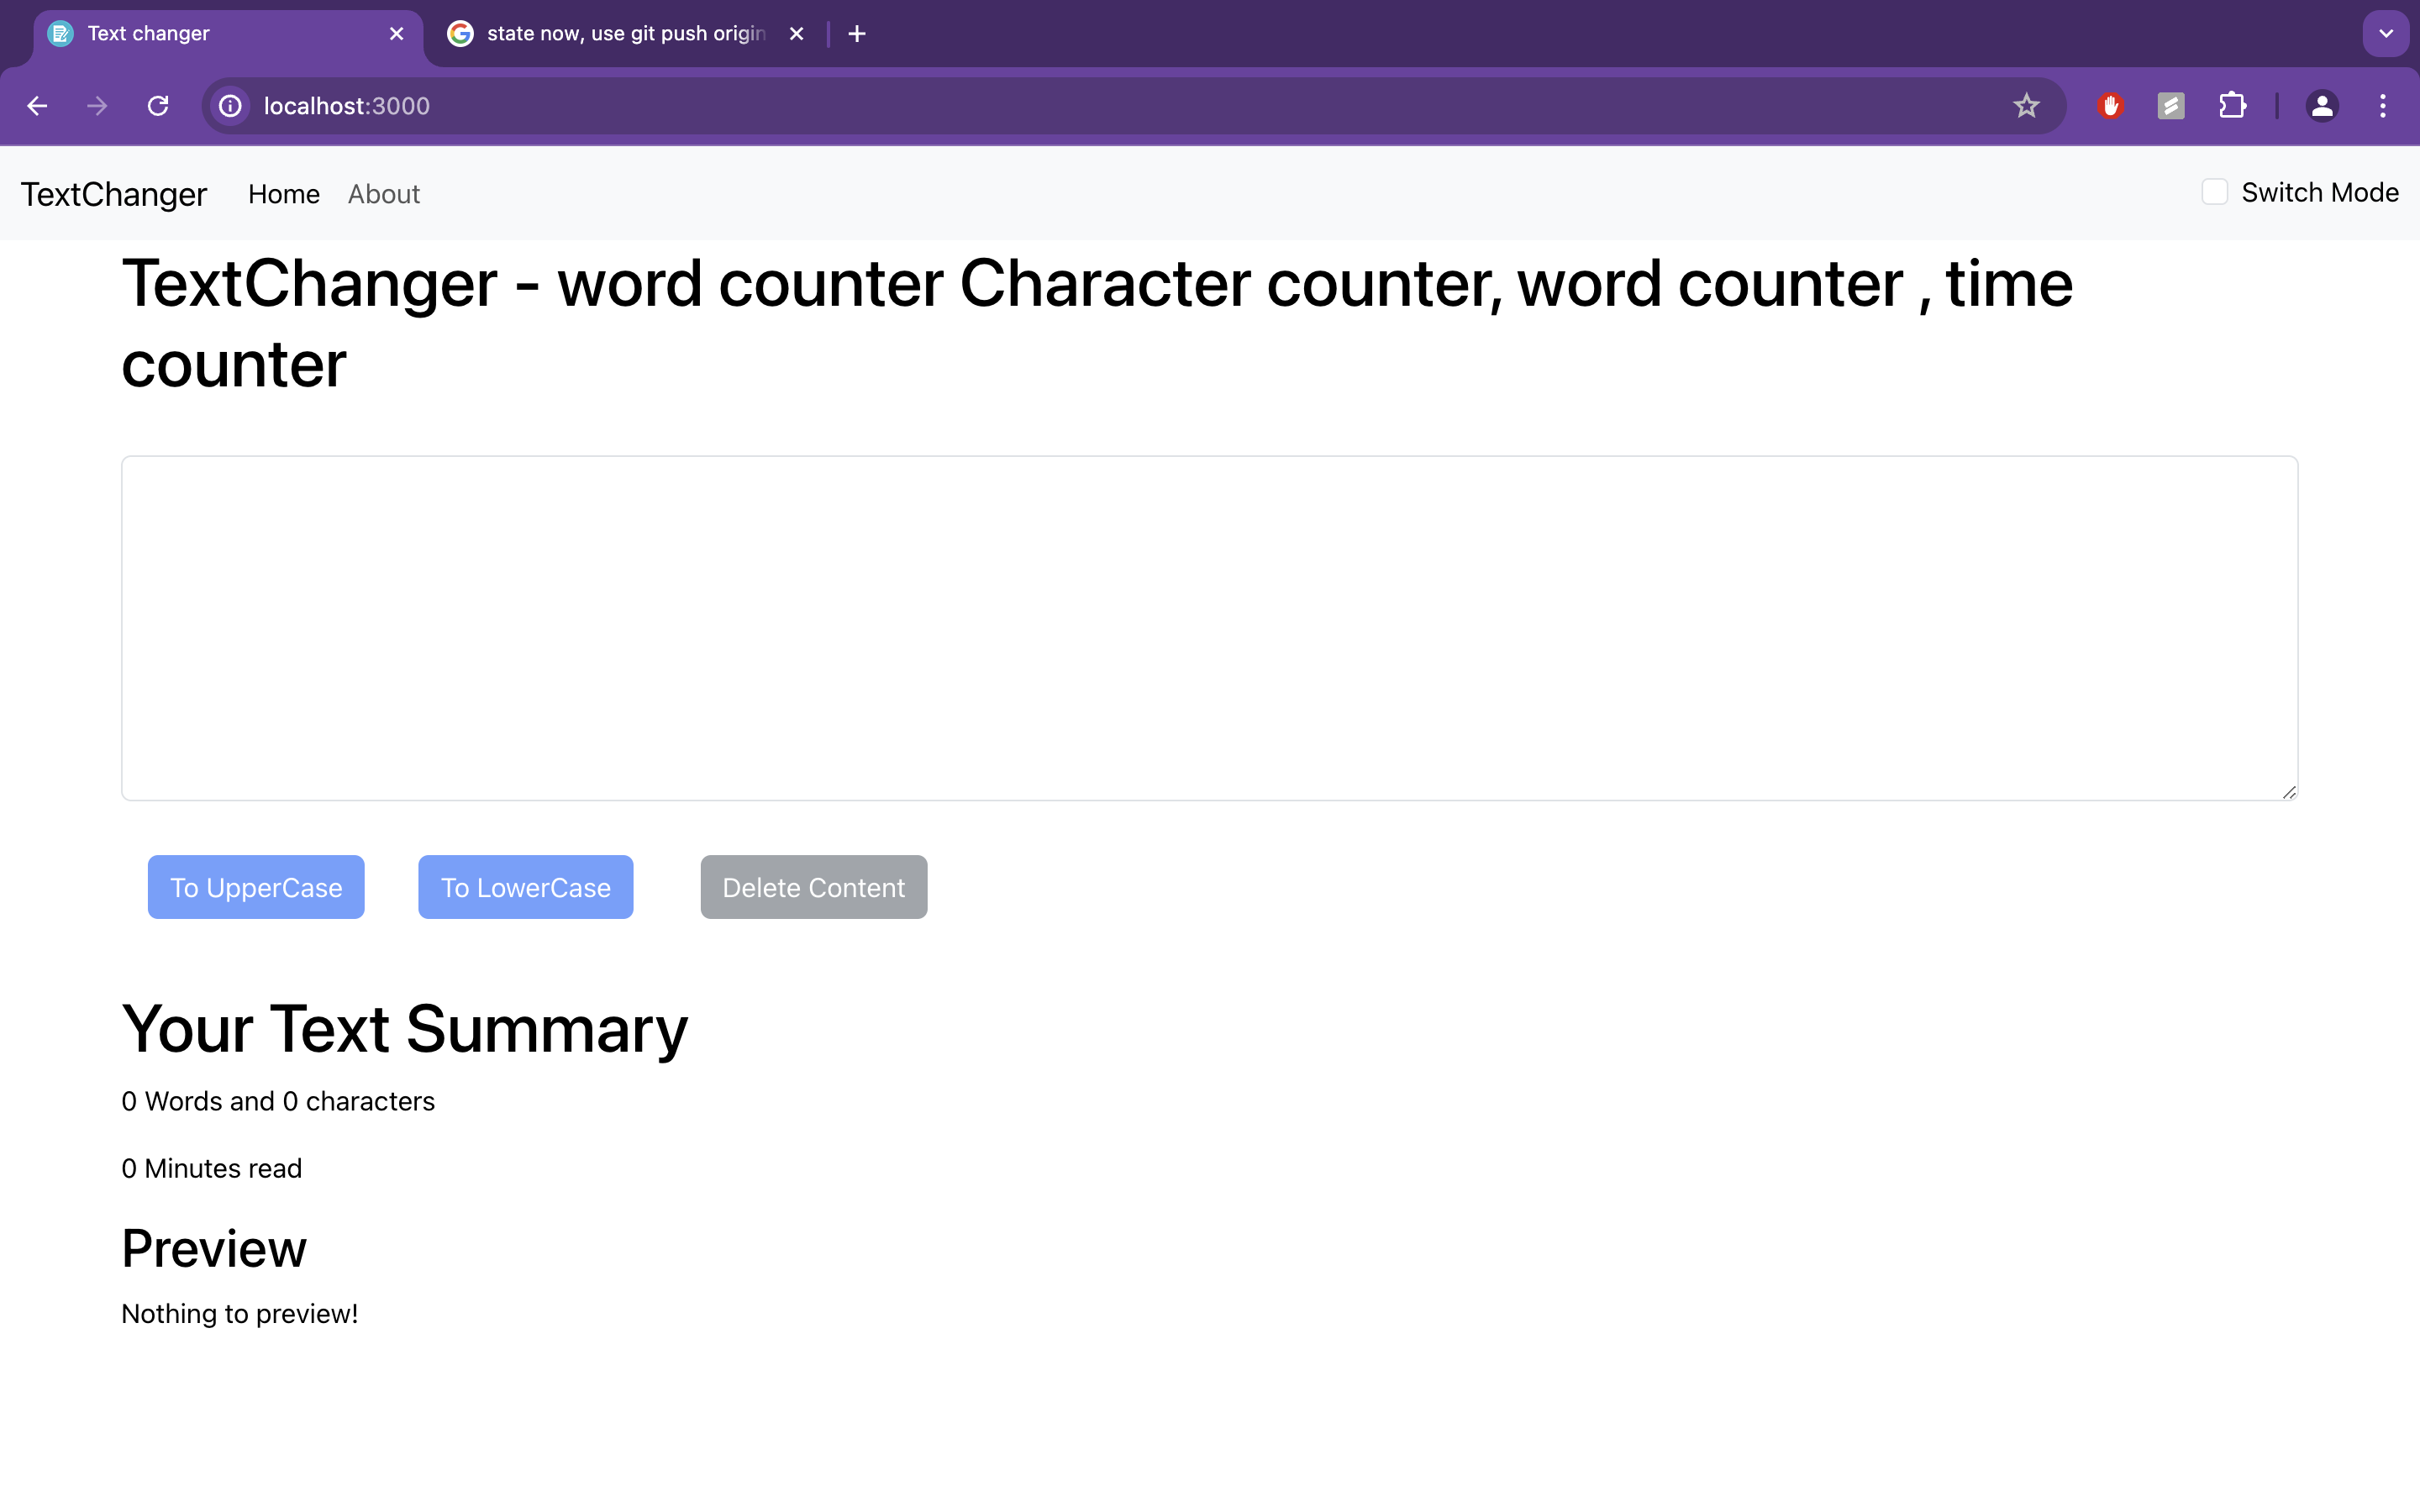 Text changer
state now, use git push origin
localhost:3000
TextChanger
Home
About
Switch Mode
TextChanger - word counter Character counter, word counter , time
counter
To UpperCase
To LowerCase
Delete Content
Your Text Summary
0 Words and 0 characters
0 Minutes read
Preview
Nothing to preview!